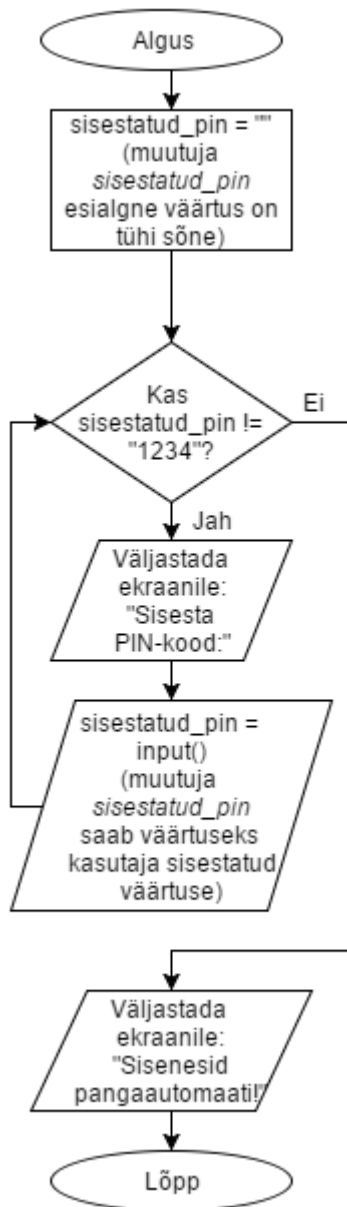 Algus
sisestatud_pin = ""
(muutuja
sisestatud_pin
esialgne väärtus on
tühi sõne)
Kas
sisestatud_pin !=
"1234"?
Ei
Jah
Väljastada
ekraanile:
"Sisesta
PIN-kood:"
sisestatud_pin =
input()
(muutuja
sisestatud_pin
saab väärtuseks
kasutaja sisestatud
väärtuse)
Väljastada
ekraanile:
"Sisenesid
pangaautomaati!"
Lõpp